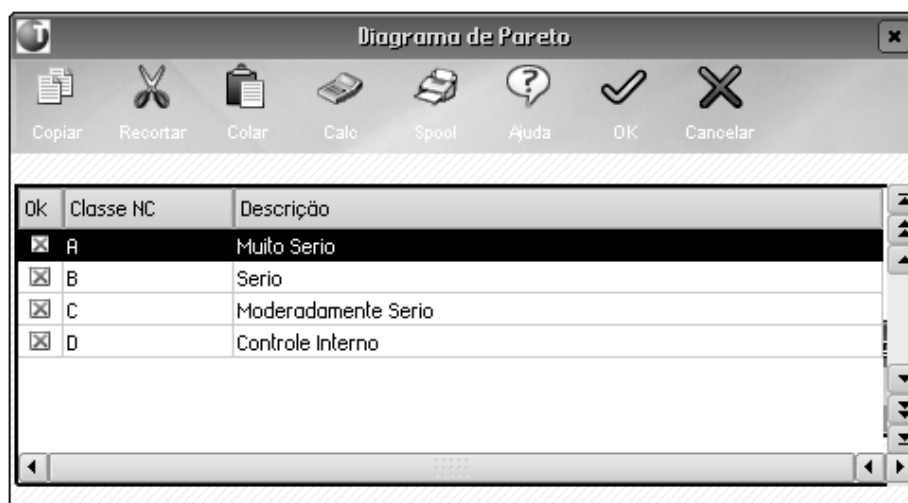 Diagrama de Pareto
Copiar Recortar Colar Calc Spool Ajuda OK Cancelar
Ok Classe NC Descrição
A Muito Serio
B Serio
C Moderadamente Serio
D Controle Interno